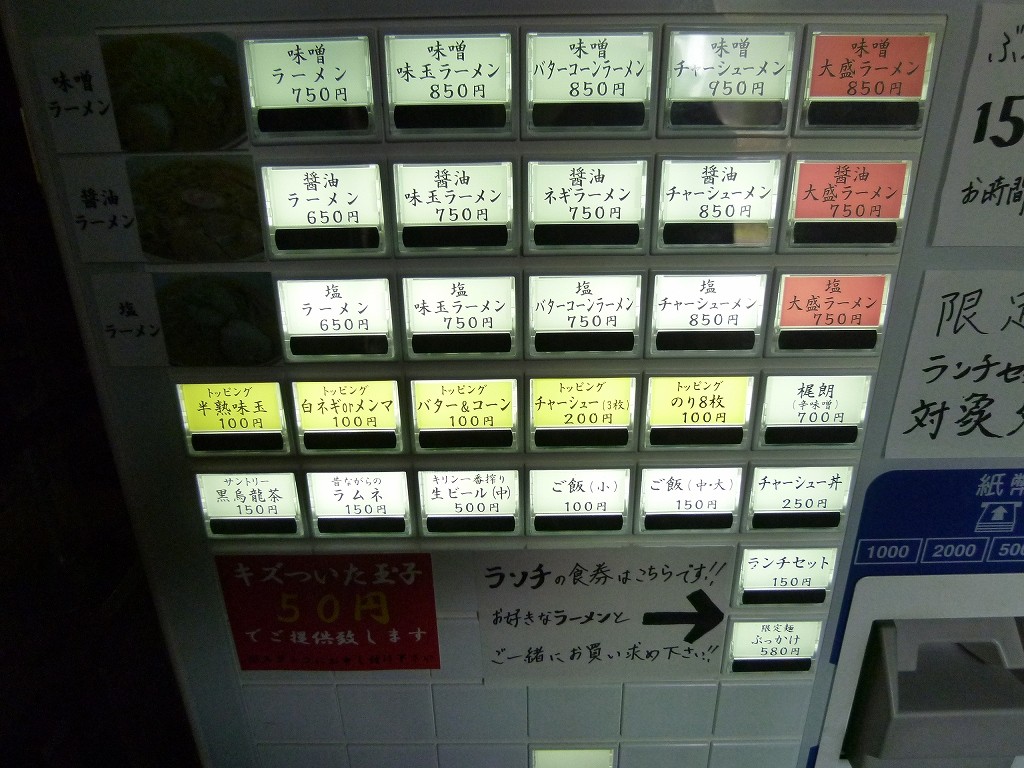 味噌
ラーメン
味噌
ラーメン
750円
味噌
味玉ラーメン
850円
味噌
バターコーンラーメン
850円
味噌
チャーシューメン
950円
味噌
大盛ラーメン
850円
醤油
ラーメン
醤油
ラーメン
650円
醤油
味玉ラーメン
750円
醤油
ネギラーメン
750円
醤油
チャーシューメン
850円
醤油
大盛ラーメン
750円
塩
ラーメン
塩
ラーメン
650円
塩
味玉ラーメン
750円
塩
バターコーンラーメン
750円
塩
チャーシューメン
850円
塩
大盛ラーメン
750円
トッピング
半熟味玉
100円
トッピング
白ネギorメンマ
100円
トッピング
バター&コーン
100円
トッピング
チャーシュー(3枚)
200円
トッピング
のり8枚
100円
梶朗
(辛味噌)
700円
サントリー
黒烏龍茶
150円
昔ながらの
ラムネ
150円
キリン一番搾り
生ビール(中)
500円
ご飯(小)
100円
ご飯(中・大)
150円
チャーシュー丼
250円
キズついた玉子
50円
でご提供致します
ランチの食券はこちらです!!
お好きなラーメンと
ご一緒にお買い求め下さい!!
ランチセット
150円
限定麺
ぶっかけ
580円
ぶ
15
お時間
限定
ランチセ
対象
紙幣
1000
2000
500